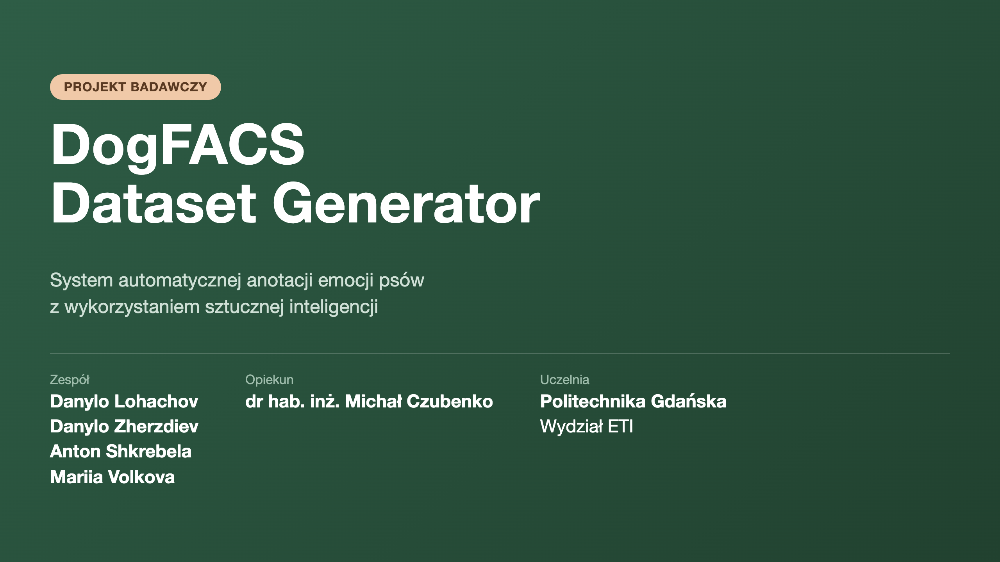 PROJEKT BADAWCZY
DogFACS
Dataset Generator
System automatycznej anotacji emocji psów
z wykorzystaniem sztucznej inteligencji
Zespół
Danylo Lohachov
Danylo Zherzdiev
Anton Shkrebela
Mariia Volkova
Opiekun
dr hab. inż. Michał Czubenko
Uczelnia
Politechnika Gdańska
Wydział ETI